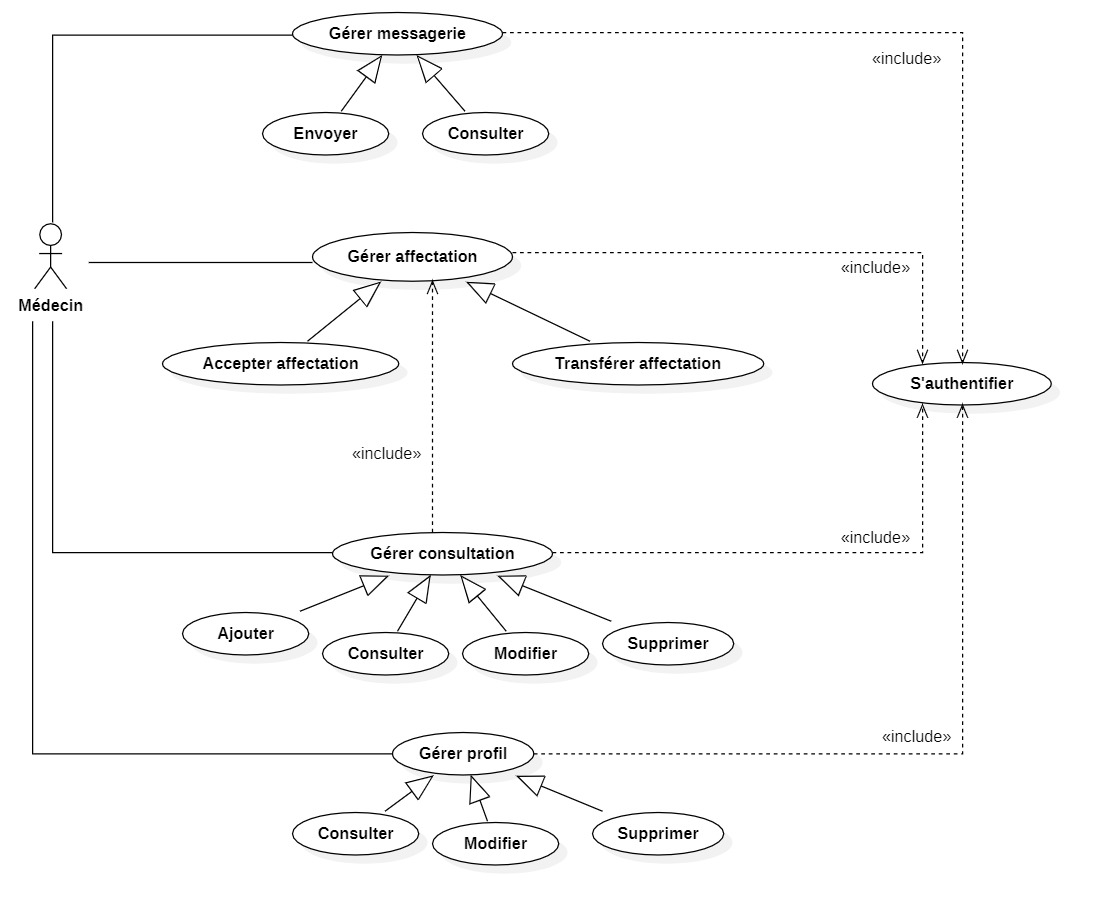 Gérer messagerie
«include»
Envoyer
Consulter
Gérer affectation
«include»
Médecin
Accepter affectation
Transférer affectation
S'authentifier
«include»
Gérer consultation
«include»
Ajouter
Consulter
Modifier
Supprimer
Gérer profil
«include»
Consulter
Modifier
Supprimer